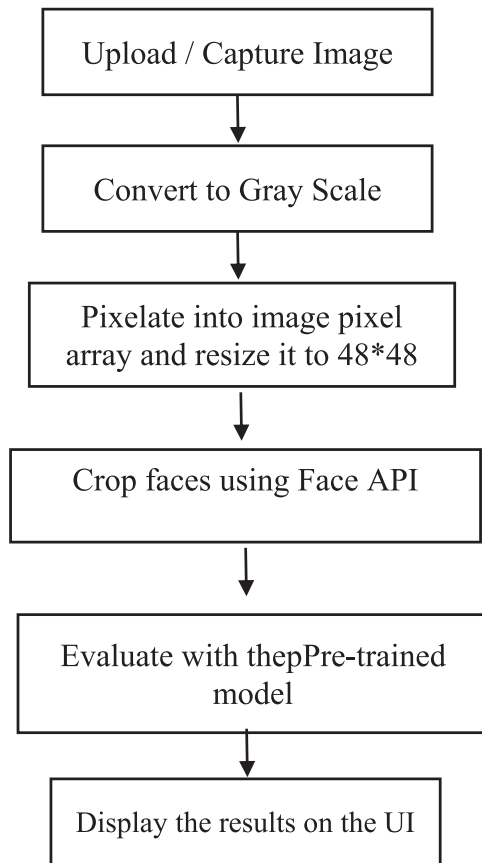 Upload / Capture Image
Convert to Gray Scale
Pixelate into image pixel
array and resize it to 48*48
Crop faces using Face API
Evaluate with thepPre-trained
model
Display the results on the UI